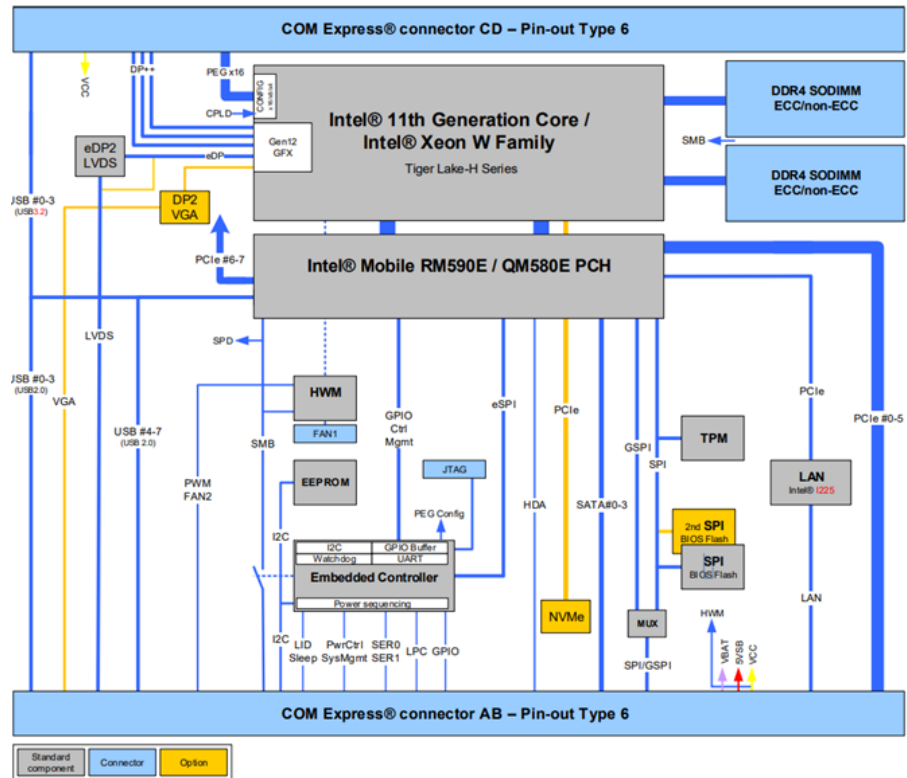 COM Express® connector CD – Pin-out Type 6
VCC
DP++
PEG x16
CONFIG
CPLD
Intel® 11th Generation Core /
Intel® Xeon W Family
Tiger Lake-H Series
Gen12
GFX
DDR4 SODIMM
ECC/non-ECC
SMB
DDR4 SODIMM
ECC/non-ECC
eDP2
LVDS
eDP
DP2
VGA
USB #0-3
(USB3.2)
PCIe #6-7
Intel® Mobile RM590E / QM580E PCH
SPD
LVDS
USB #0-3
(USB2.0)
VGA
USB #4-7
(USB 2.0)
PWM
FAN2
SMB
HWM
FAN1
GPIO
Ctrl
Mgmt
eSPI
PCIe
GSPI
SPI
TPM
PCIe
PCIe #0-5
LAN
Intel® I225
EEPROM
JTAG
HDA
SATA#0-3
PEG Config
I2C
2nd SPI
BIOS Flash
SPI
BIOS Flash
I2C
GPIO Buffer
Watchdog
UART
Embedded Controller
Power sequencing
NVMe
MUX
LAN
HWM
VBAT
5VSB
VCC
I2C
LID
Sleep
PwrCtrl
SysMgmt
SER0
SER1
LPC
GPIO
SPI/GSPI
COM Express® connector AB – Pin-out Type 6
Standard
component
Connector
Option